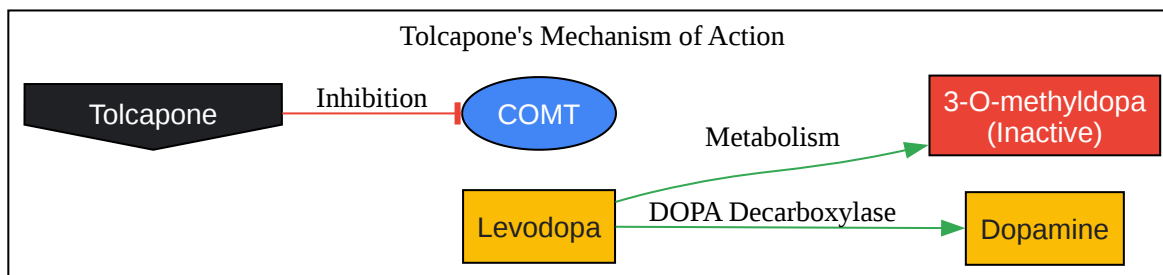 Tolcapone's Mechanism of Action
Tolcapone
Inhibition
COMT
3-O-methyldopa
(Inactive)
Metabolism
Levodopa
DOPA Decarboxylase
Dopamine